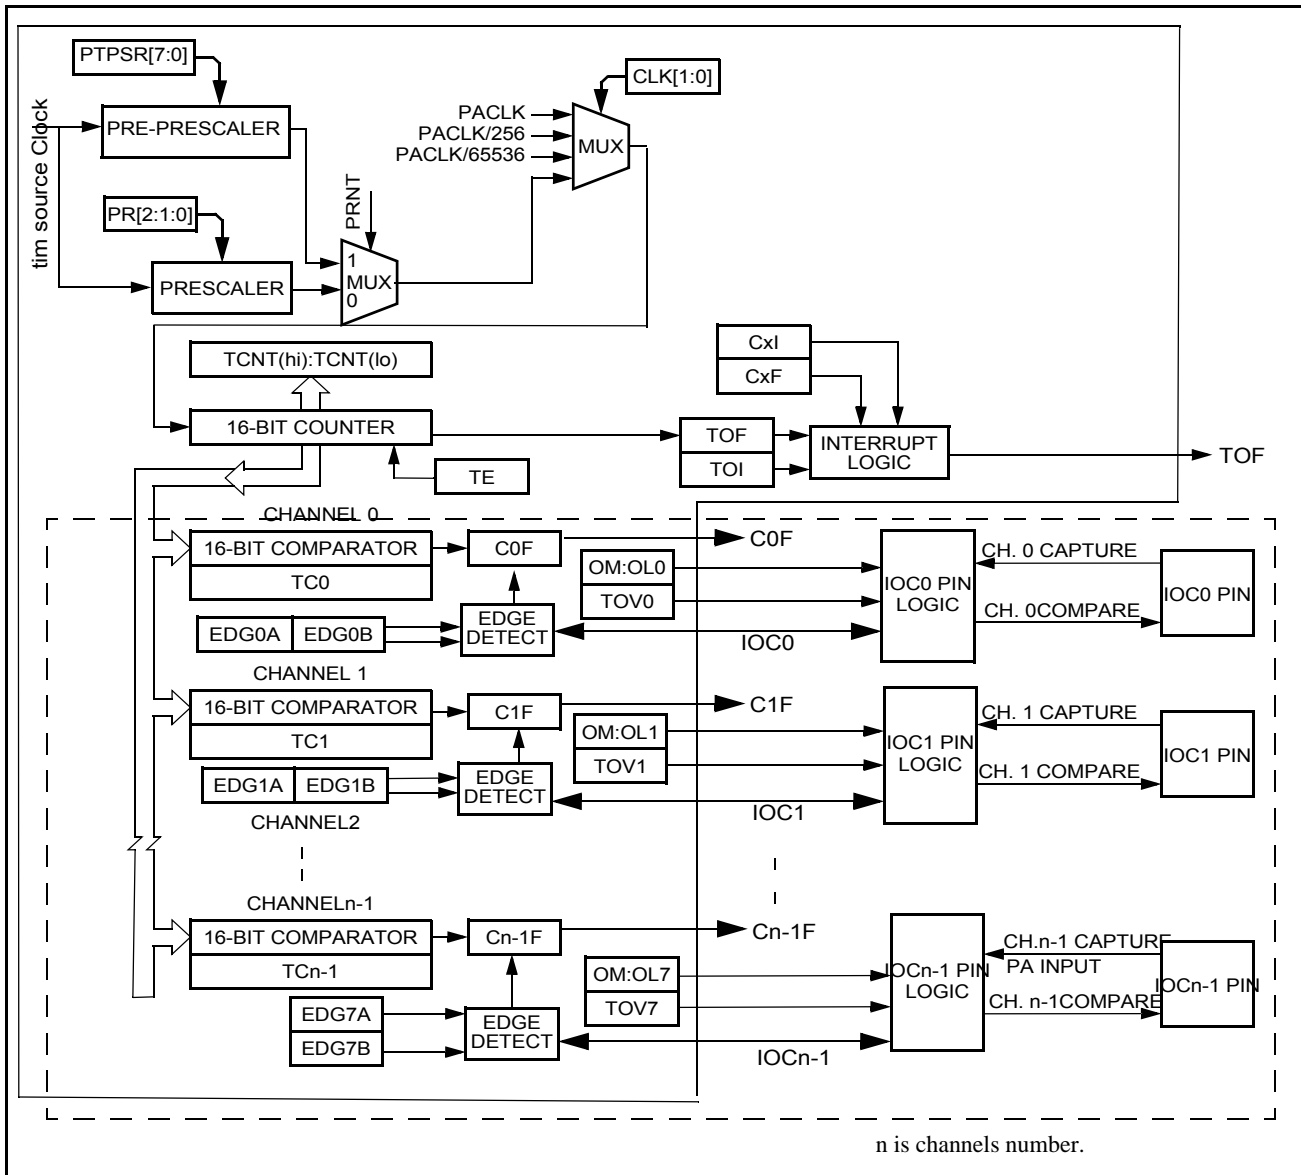 PTPSR[7:0]
CLK[1:0]
tim source Clock
PRE-PRESCALER
PACLK
PACLK/256
PACLK/65536
MUX
PR[2:1:0]
PRNT
PRESCALER
1
MUX
0
TCNT(hi):TCNT(lo)
CxI
CxF
16-BIT COUNTER
TOF
TOI
INTERRUPT
LOGIC
TOF
TE
CHANNEL 0
16-BIT COMPARATOR
TC0
C0F
C0F
OM:OL0
TOV0
IOC0 PIN
LOGIC
CH. 0 CAPTURE
CH. 0COMPARE
IOC0 PIN
EDG0A
EDG0B
EDGE
DETECT
IOC0
CHANNEL 1
16-BIT COMPARATOR
TC1
C1F
C1F
OM:OL1
TOV1
IOC1 PIN
LOGIC
CH. 1 CAPTURE
CH. 1 COMPARE
IOC1 PIN
EDG1A
EDG1B
EDGE
DETECT
IOC1
CHANNEL2
CHANNELn-1
16-BIT COMPARATOR
TCn-1
Cn-1F
Cn-1F
OM:OL7
TOV7
IOCn-1 PIN
LOGIC
CH.n-1 CAPTURE
PA INPUT
CH. n-1COMPARE
IOCn-1 PIN
EDG7A
EDG7B
EDGE
DETECT
IOCn-1
n is channels number.